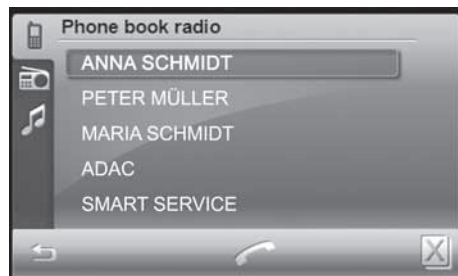 Phone book radio
ANNA SCHMIDT
PETER MÜLLER
MARIA SCHMIDT
ADAC
SMART SERVICE